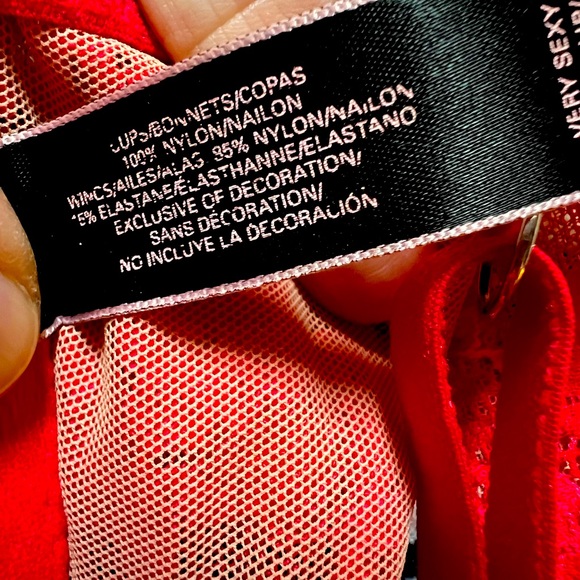 CUPS/BONNETS/COPAS
100% NYLON/NAILON
WINGS/AILES/ALAS 85% NYLON/NAILON
15% ELASTANE/ÉLASTHANNE/ELASTANO
EXCLUSIVE OF DECORATION/
SANS DÉCORATION/
NO INCLUYE LA DECORACIÓN
VERY SEXY